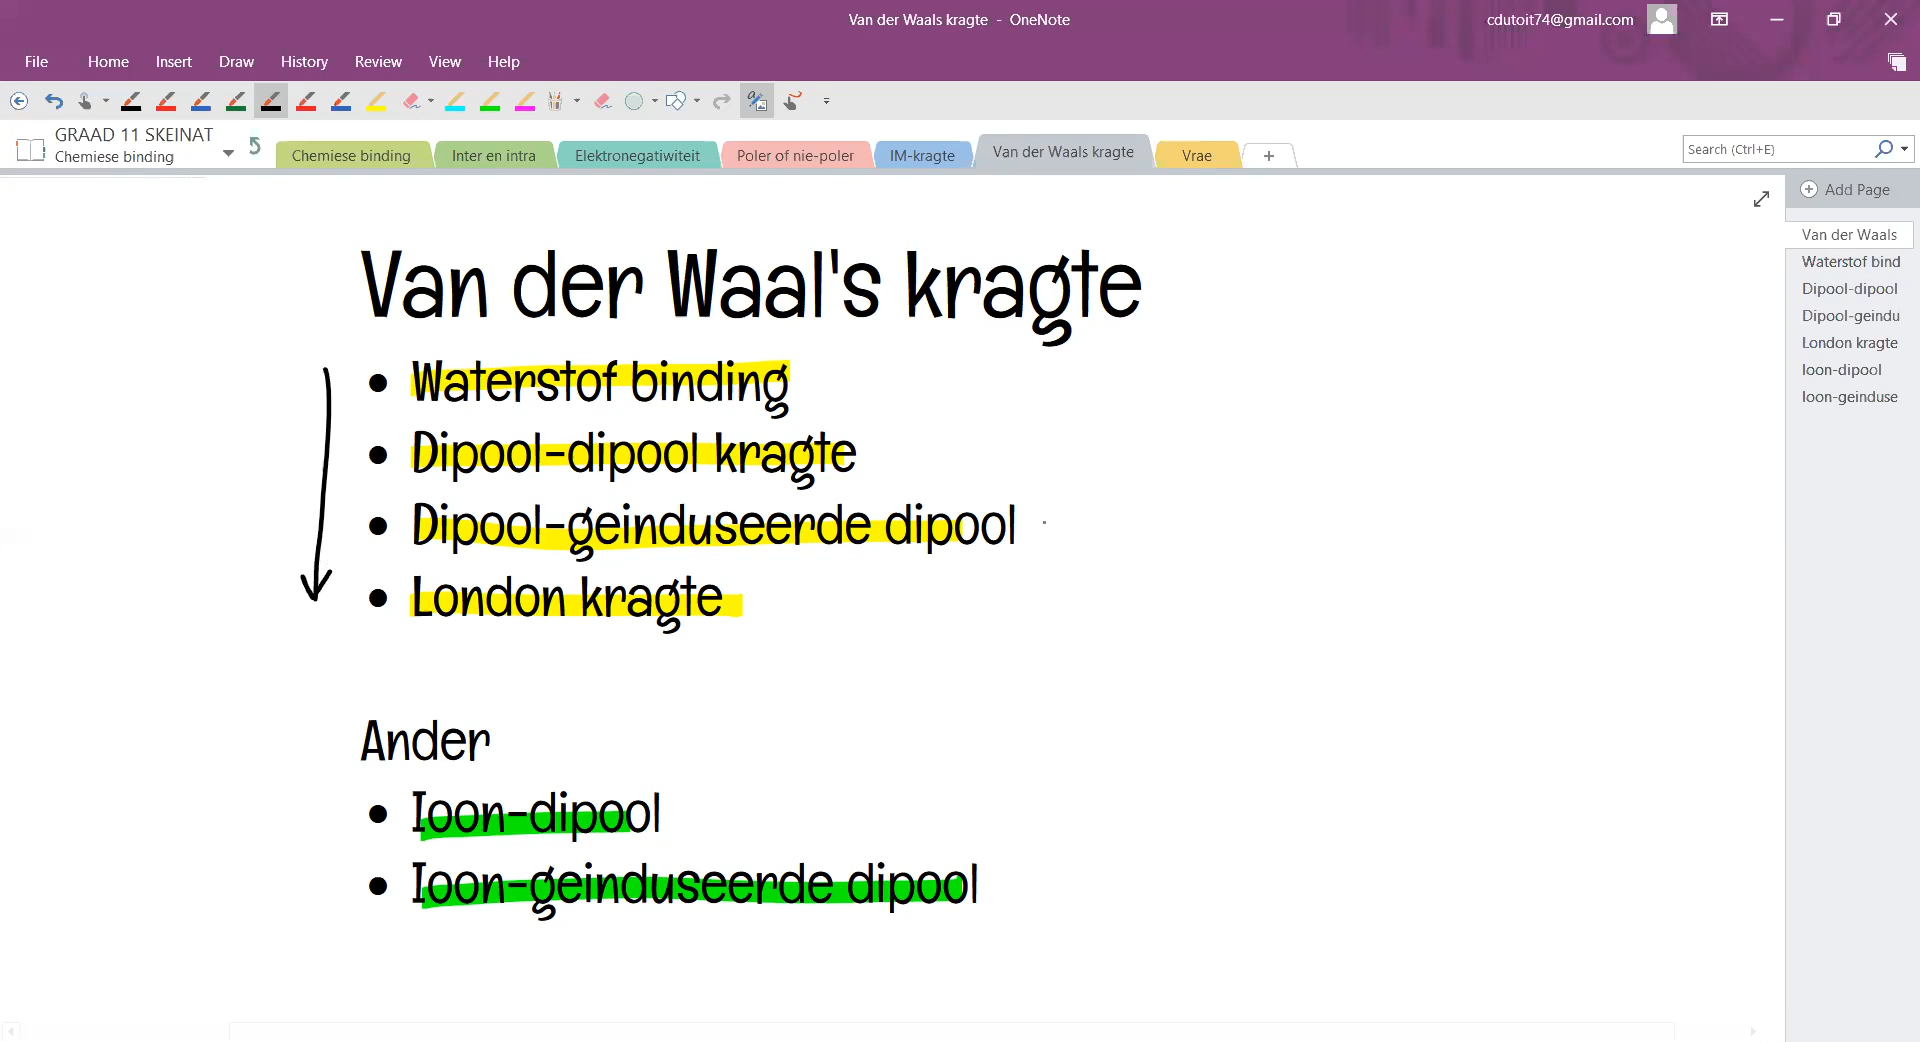 Van der Waals kragte - OneNote
cdutoit74@gmail.com
File Home Insert Draw History Review View Help
GRAAD 11 SKEINAT
Chemiese binding
Chemiese binding Inter en intra Elektronegatiwiteit Poler of nie-poler IM-kragte Van der Waals kragte Vrae +
Search (Ctrl+E)
Add Page
Van der Waals
Waterstof bind
Dipool-dipool
Dipool-geindu
London kragte
Ioon-dipool
Ioon-geinduse
Van der Waal's kragte
• Waterstof binding
• Dipool-dipool kragte
• Dipool-geinduseerde dipool
• London kragte
Ander
• Ioon-dipool
• Ioon-geinduseerde dipool